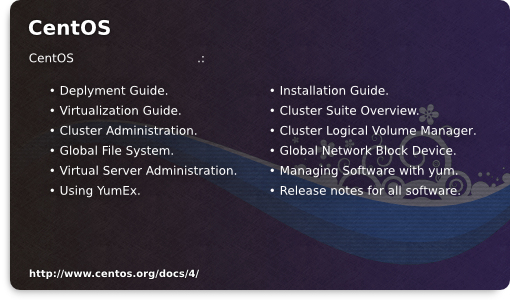 CentOS
CentOS .:
• Deplyment Guide.
• Virtualization Guide.
• Cluster Administration.
• Global File System.
• Virtual Server Administration.
• Using YumEx.
• Installation Guide.
• Cluster Suite Overview.
• Cluster Logical Volume Manager.
• Global Network Block Device.
• Managing Software with yum.
• Release notes for all software.
http://www.centos.org/docs/4/